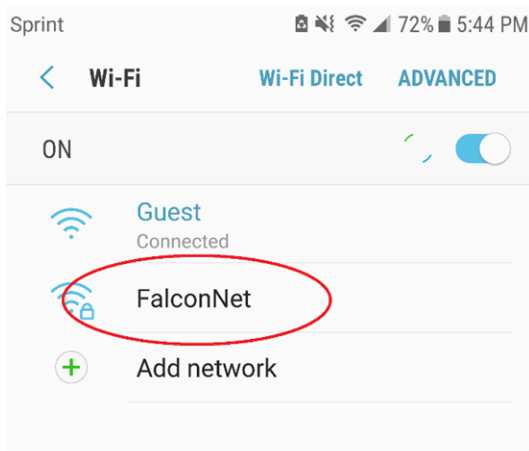 Sprint 72% 5:44 PM
Wi-Fi Wi-Fi Direct ADVANCED
ON
Guest
Connected
FalconNet
Add network